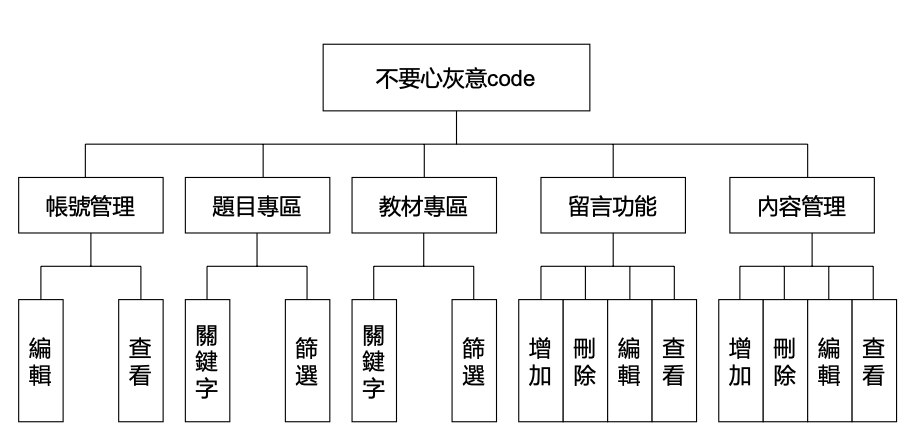 不要心灰意code
帳號管理
題目專區
教材專區
留言功能
內容管理
編輯
查看
關鍵字
篩選
關鍵字
篩選
增加
刪除
編輯
查看
增加
刪除
編輯
查看